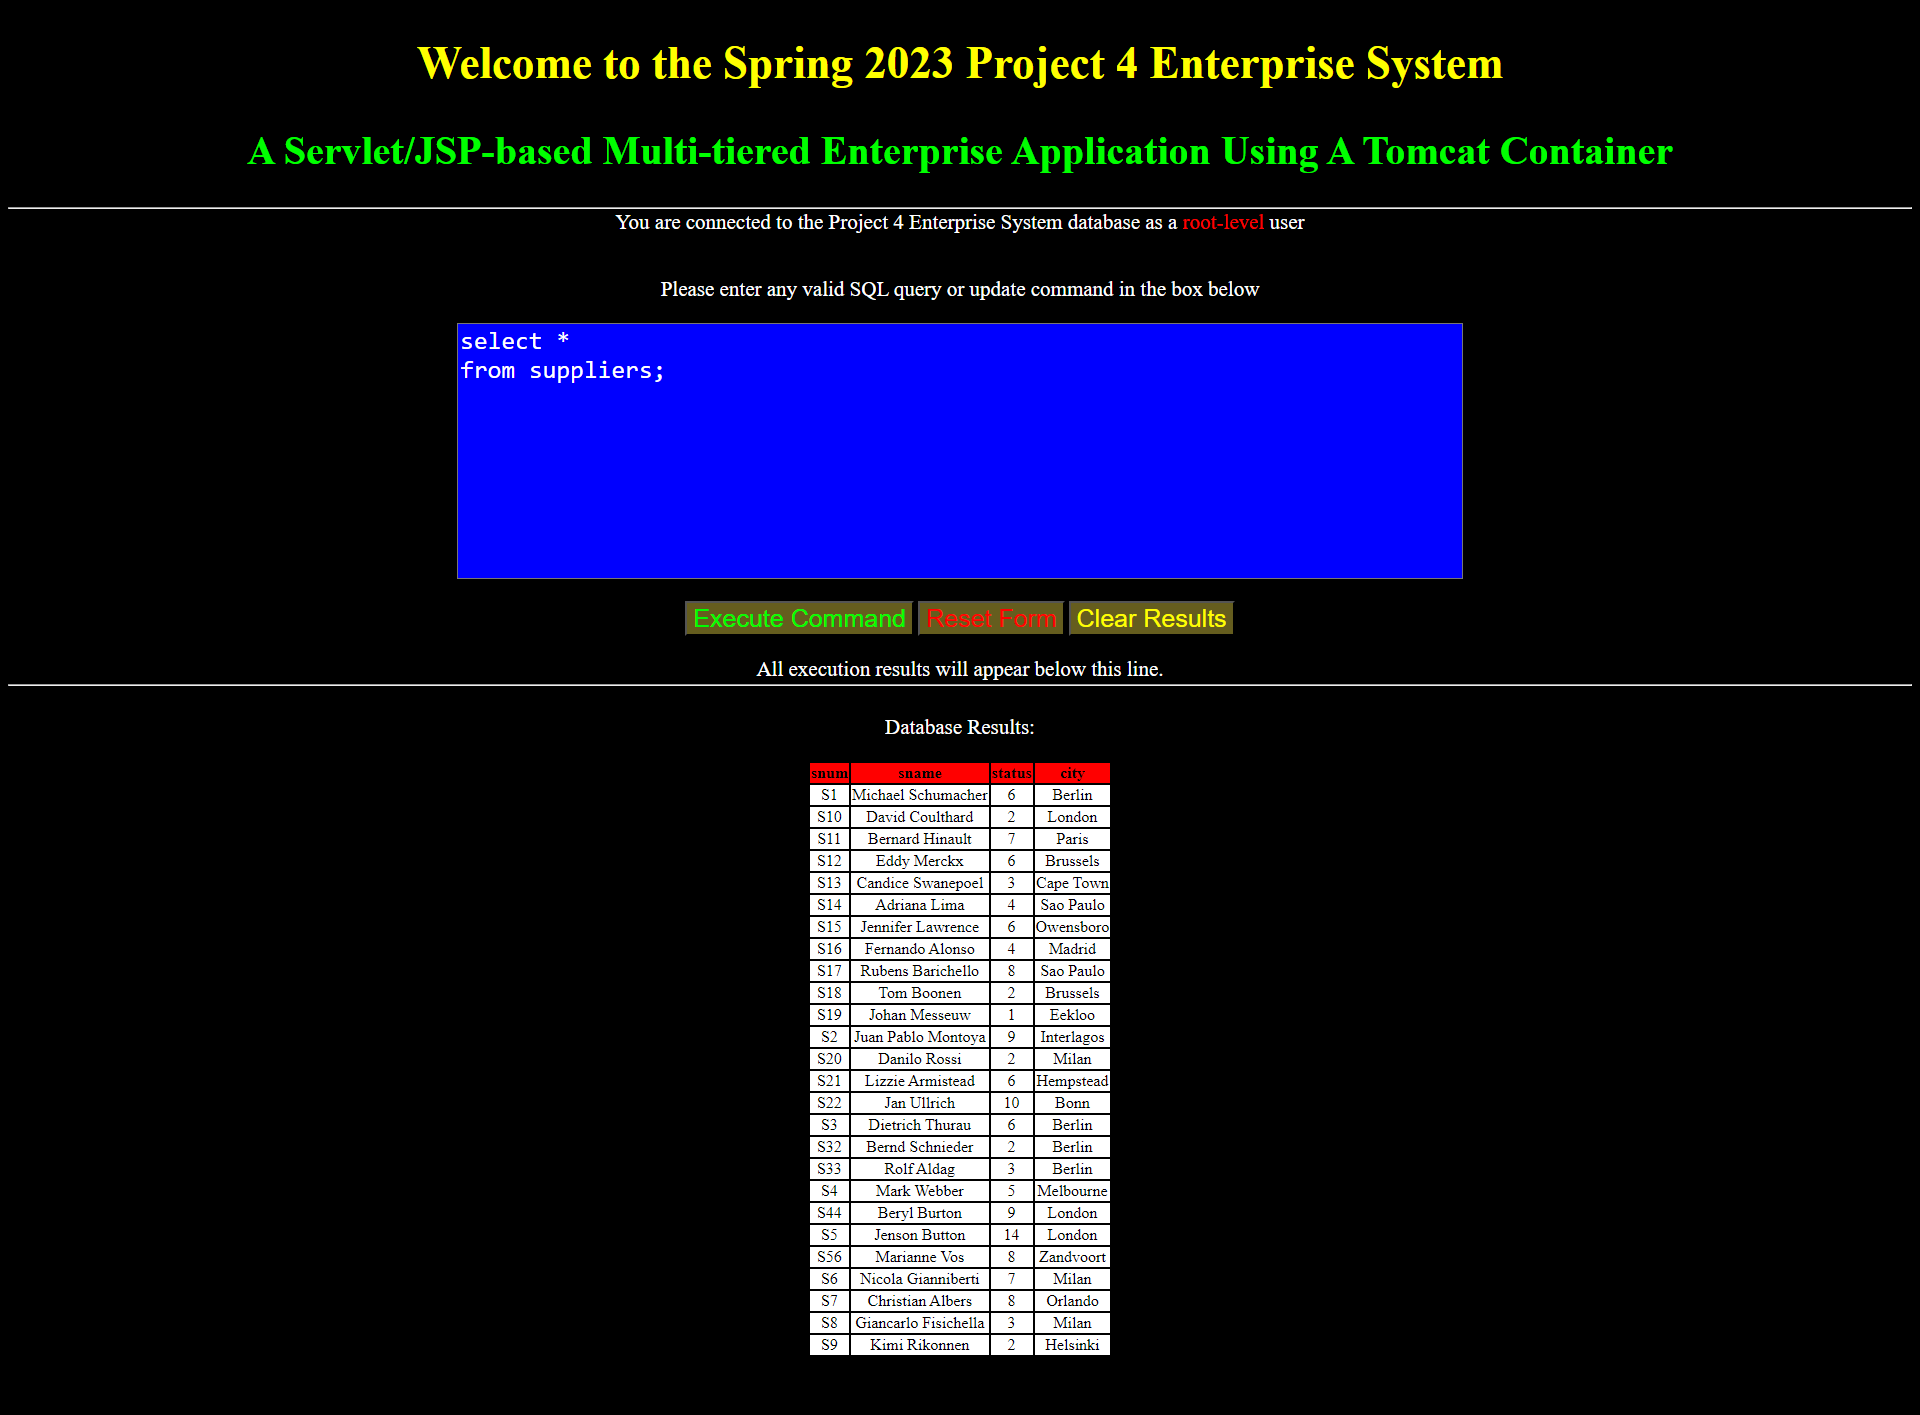 Welcome to the Spring 2023 Project 4 Enterprise System
A Servlet/JSP-based Multi-tiered Enterprise Application Using A Tomcat Container
You are connected to the Project 4 Enterprise System database as a root-level user
Please enter any valid SQL query or update command in the box below
select *
from suppliers;
Execute Command Reset Form Clear Results
All execution results will appear below this line.
Database Results:
snum sname status city
S1 Michael Schumacher 6 Berlin
S10 David Coulthard 2 London
S11 Bernard Hinault 7 Paris
S12 Eddy Merckx 6 Brussels
S13 Candice Swanepoel 3 Cape Town
S14 Adriana Lima 4 Sao Paulo
S15 Jennifer Lawrence 6 Owensboro
S16 Fernando Alonso 4 Madrid
S17 Rubens Barichello 8 Sao Paulo
S18 Tom Boonen 2 Brussels
S19 Johan Messeuw 1 Eekloo
S2 Juan Pablo Montoya 9 Interlagos
S20 Danilo Rossi 2 Milan
S21 Lizzie Armistead 6 Hempstead
S22 Jan Ullrich 10 Bonn
S3 Dietrich Thurau 6 Berlin
S32 Bernd Schnieder 2 Berlin
S33 Rolf Aldag 3 Berlin
S4 Mark Webber 5 Melbourne
S44 Beryl Burton 9 London
S5 Jenson Button 14 London
S56 Marianne Vos 8 Zandvoort
S6 Nicola Gianniberti 7 Milan
S7 Christian Albers 8 Orlando
S8 Giancarlo Fisichella 3 Milan
S9 Kimi Rikonnen 2 Helsinki